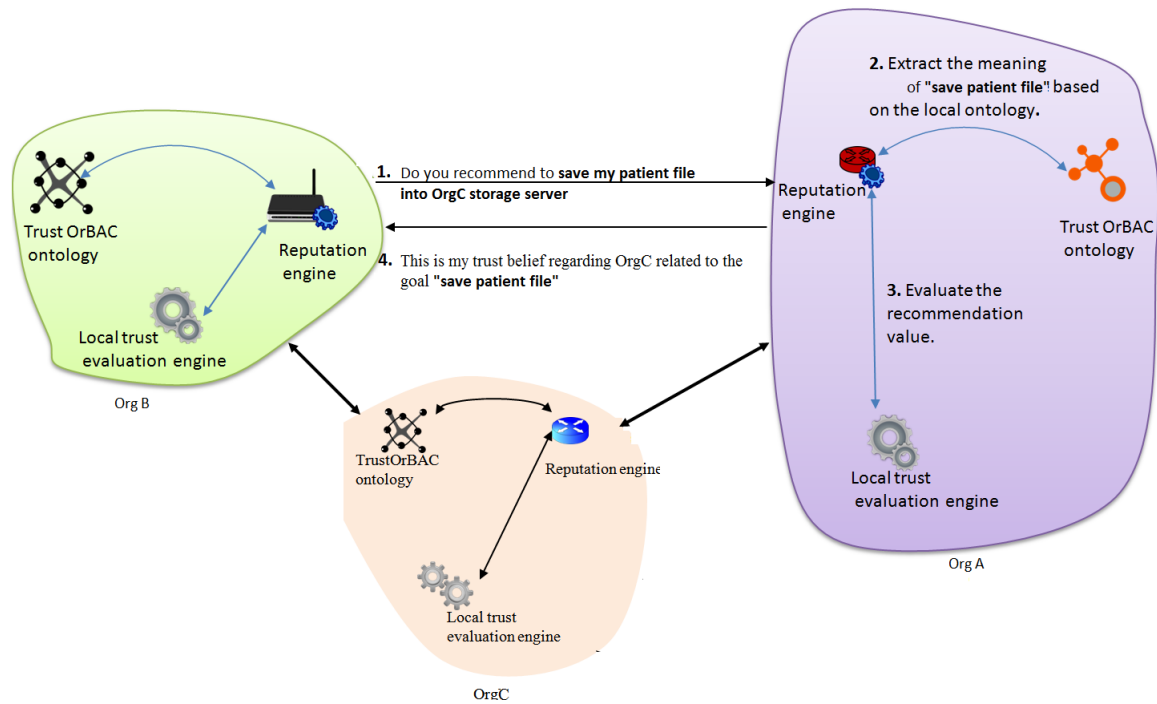 2. Extract the meaning
of "save patient file"! based
on the local ontology.
Reputation
engine
Trust OrBAC
ontology
3. Evaluate the
recommendation
value.
Local trust
evaluation engine
Org A
1. Do you recommend to save my patient file
into OrgC storage server
4. This is my trust belief regarding OrgC related to the
goal "save patient file"
Trust OrBAC
ontology
Reputation
engine
Local trust
evaluation engine
Org B
TrustOrBAC
ontology
Reputation engine
Local trust
evaluation engine
OrgC